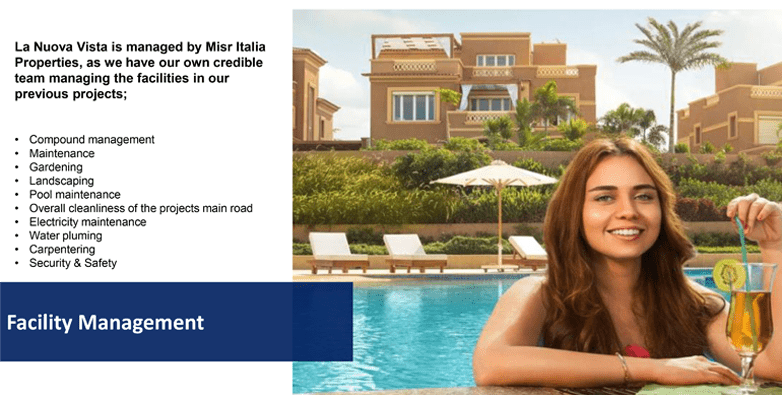 La Nuova Vista is managed by Misr Italia
Properties, as we have our own credible
team managing the facilities in our
previous projects;
• Compound management
• Maintenance
• Gardening
• Landscaping
• Pool maintenance
• Overall cleanliness of the projects main road
• Electricity maintenance
• Water pluming
• Carpentering
• Security & Safety
Facility Management